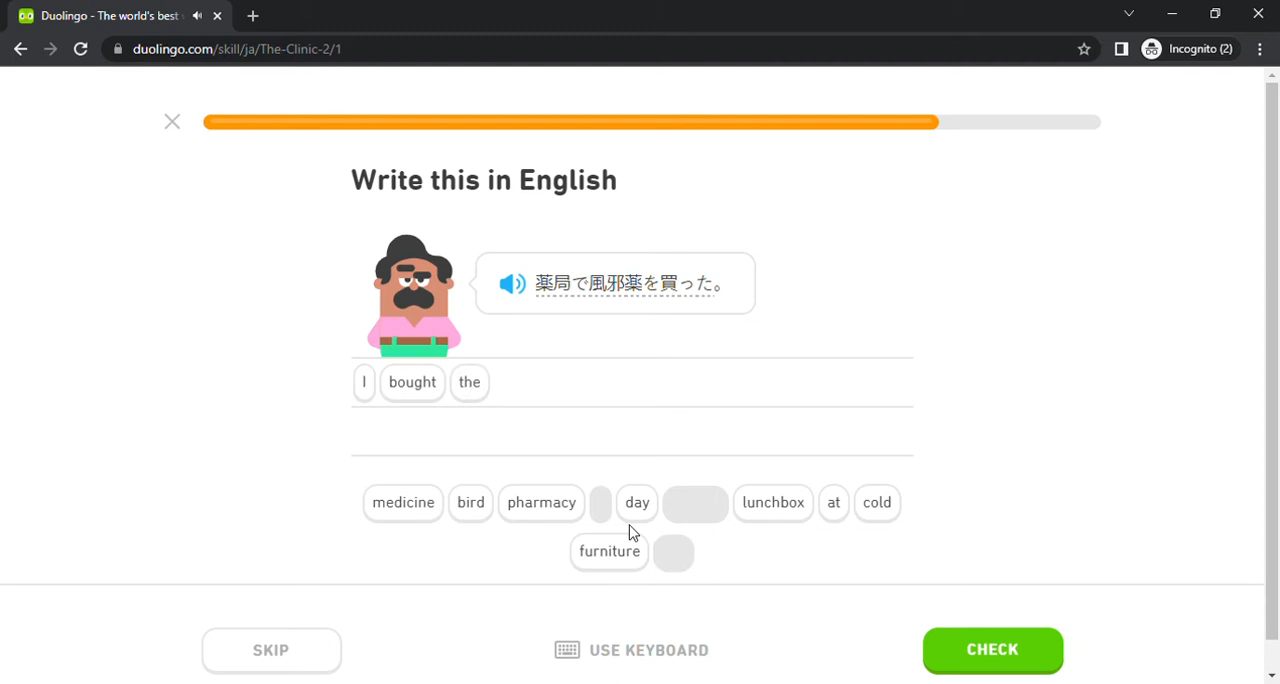 Duolingo - The world's best
duolingo.com/skill/ja/The-Clinic-2/1
Incognito (2)
Write this in English
薬局で風邪薬を買った。
I bought the
medicine bird pharmacy day lunchbox at cold
furniture
SKIP USE KEYBOARD CHECK